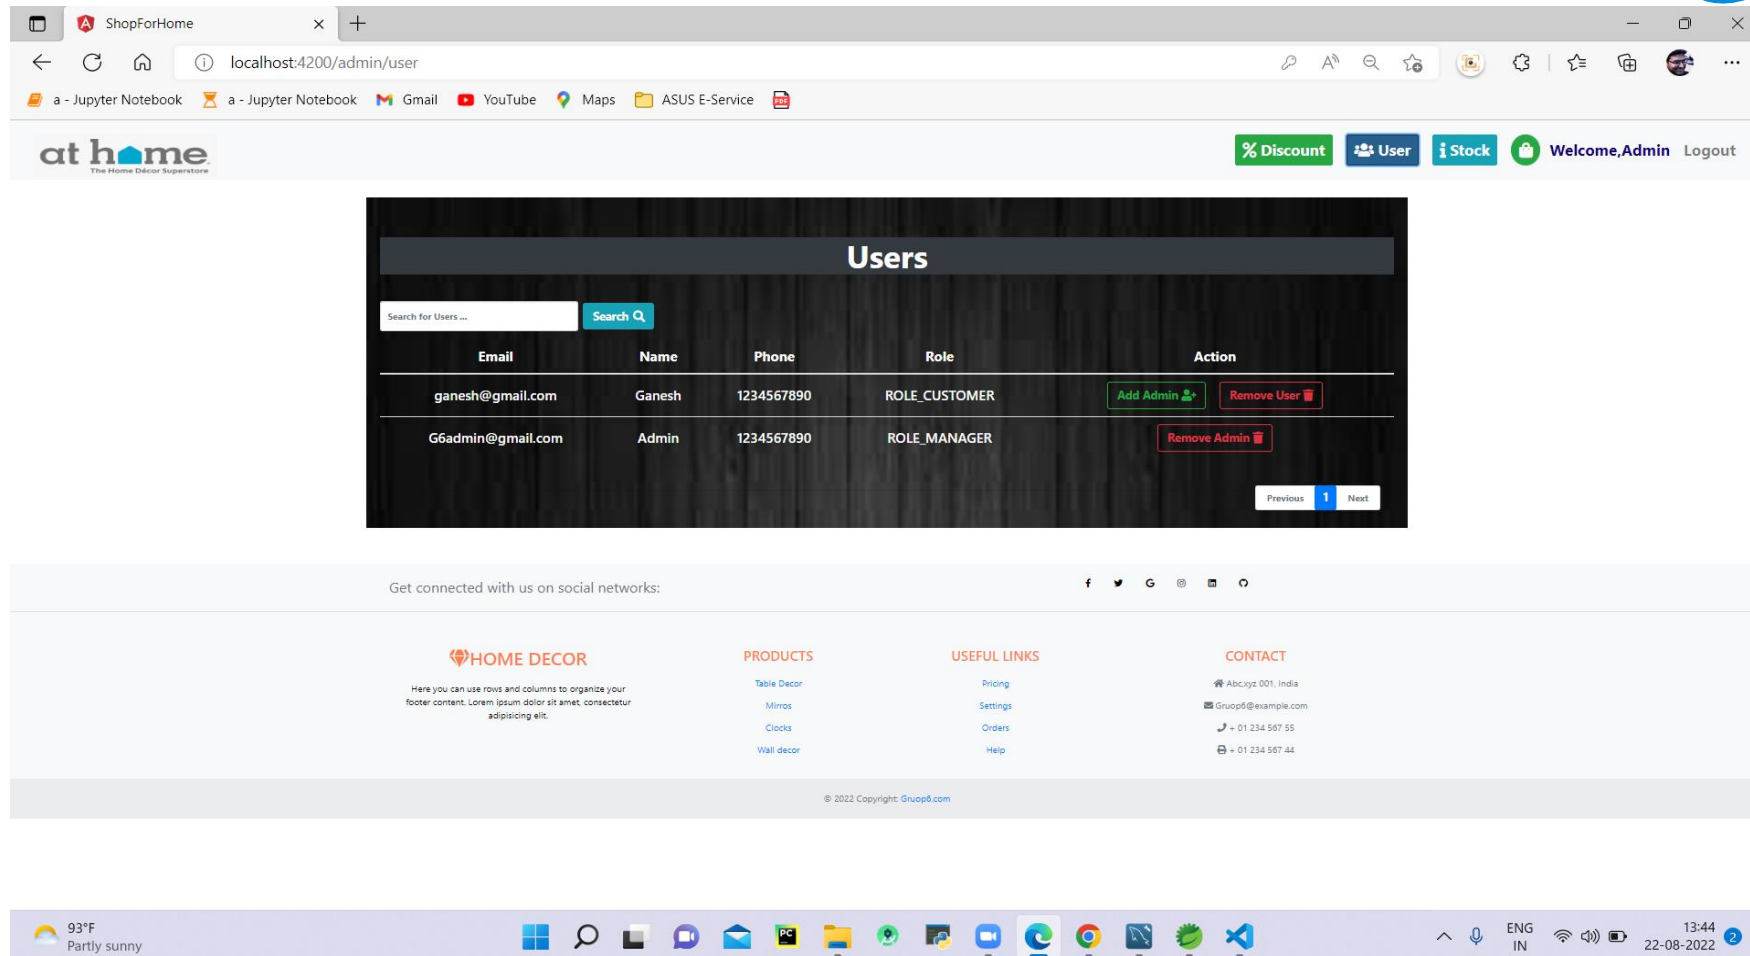 ShopForHome
localhost:4200/admin/user
a - Jupyter Notebook a - Jupyter Notebook Gmail YouTube Maps ASUS E-Service PDF
at home
The Home Décor Superstore
% Discount User i Stock Welcome,Admin Logout
Users
Search for Users ... Search
Email Name Phone Role Action
ganesh@gmail.com Ganesh 1234567890 ROLE_CUSTOMER Add Admin Remove User
G6admin@gmail.com Admin 1234567890 ROLE_MANAGER Remove Admin
Previous 1 Next
Get connected with us on social networks:
HOME DECOR PRODUCTS USEFUL LINKS CONTACT
Here you can use rows and columns to organize your
footer content. Lorem ipsum dolor sit amet, consectetur
adipisicing elit.
Table Decor Pricing Abc,xyz 001, India
Mirros Settings Gruop6@example.com
Clocks Orders + 01 234 567 55
Wall decor Help + 01 234 567 44
© 2022 Copyright: Gruop6.com
93°F
Partly sunny
PC
ENG
IN
13:44
22-08-2022
2